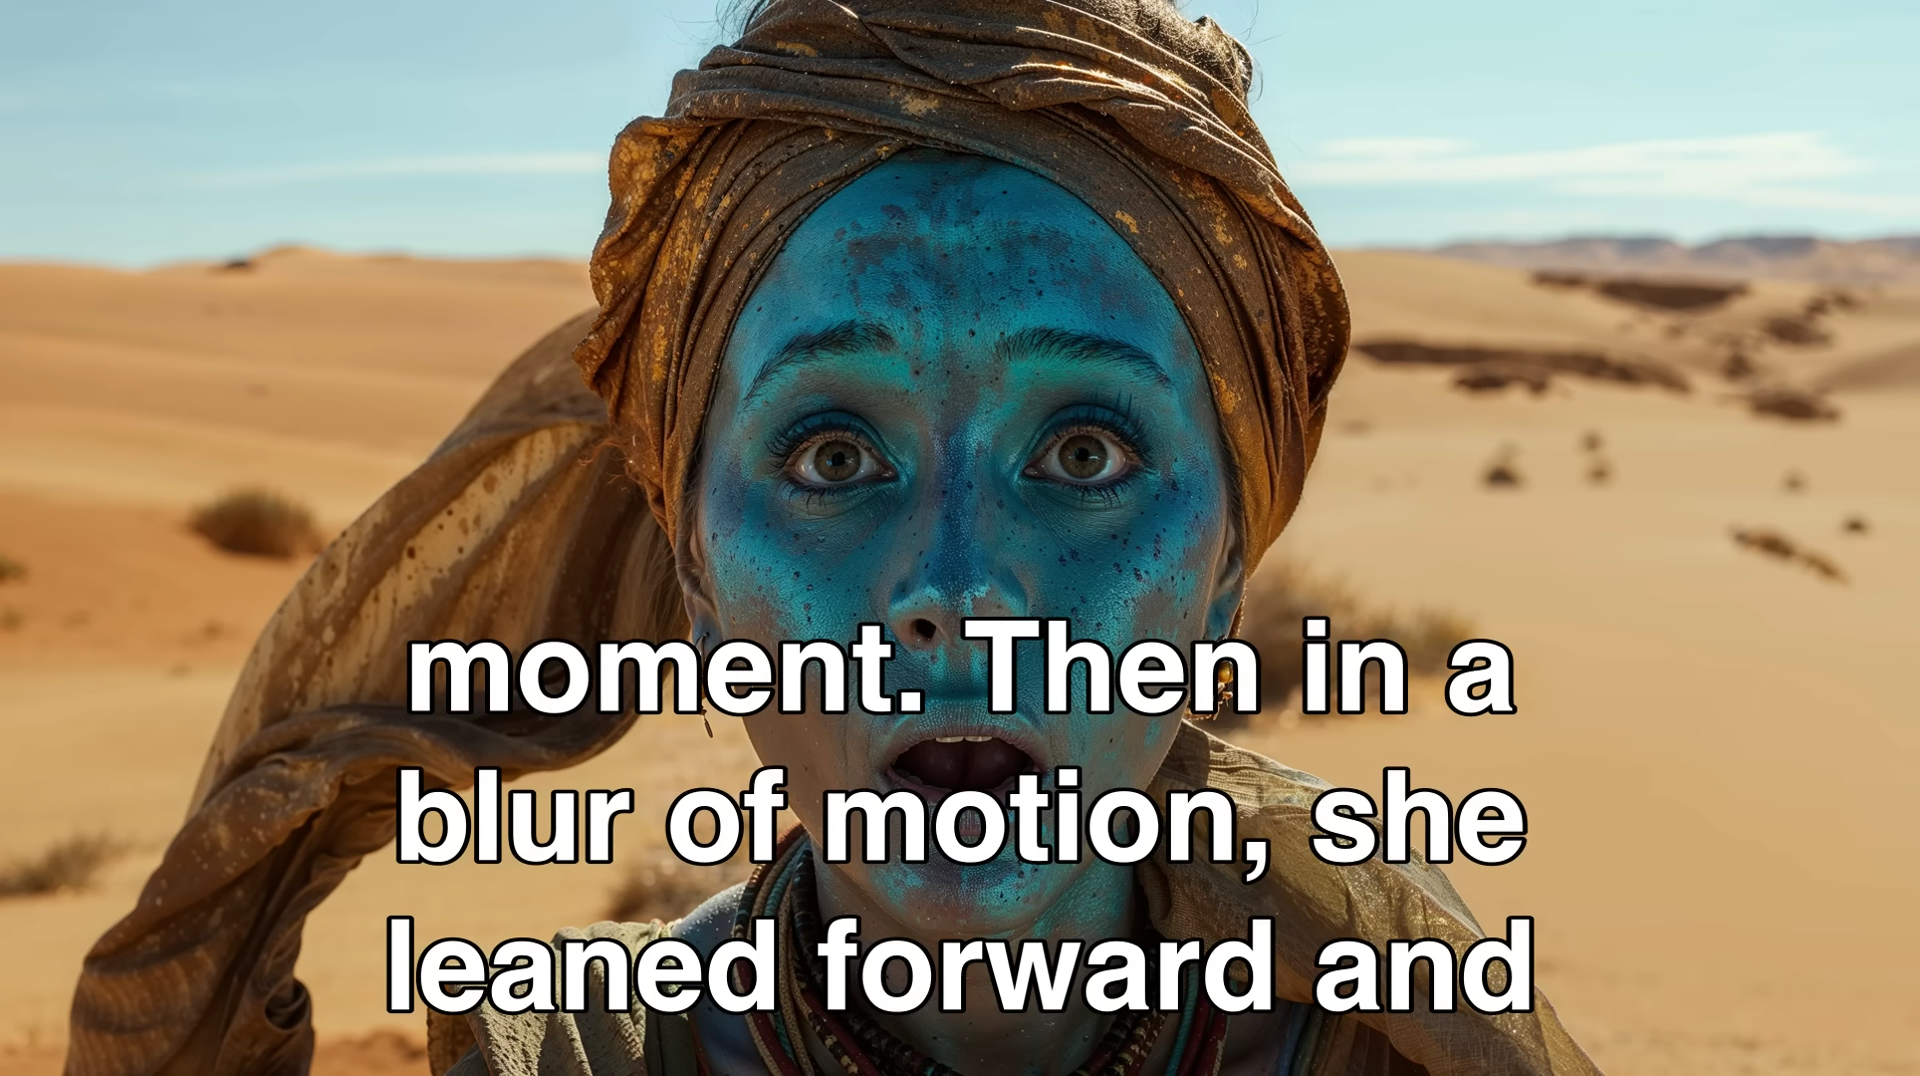 moment. Then in a
blur of motion, she
leaned forward and